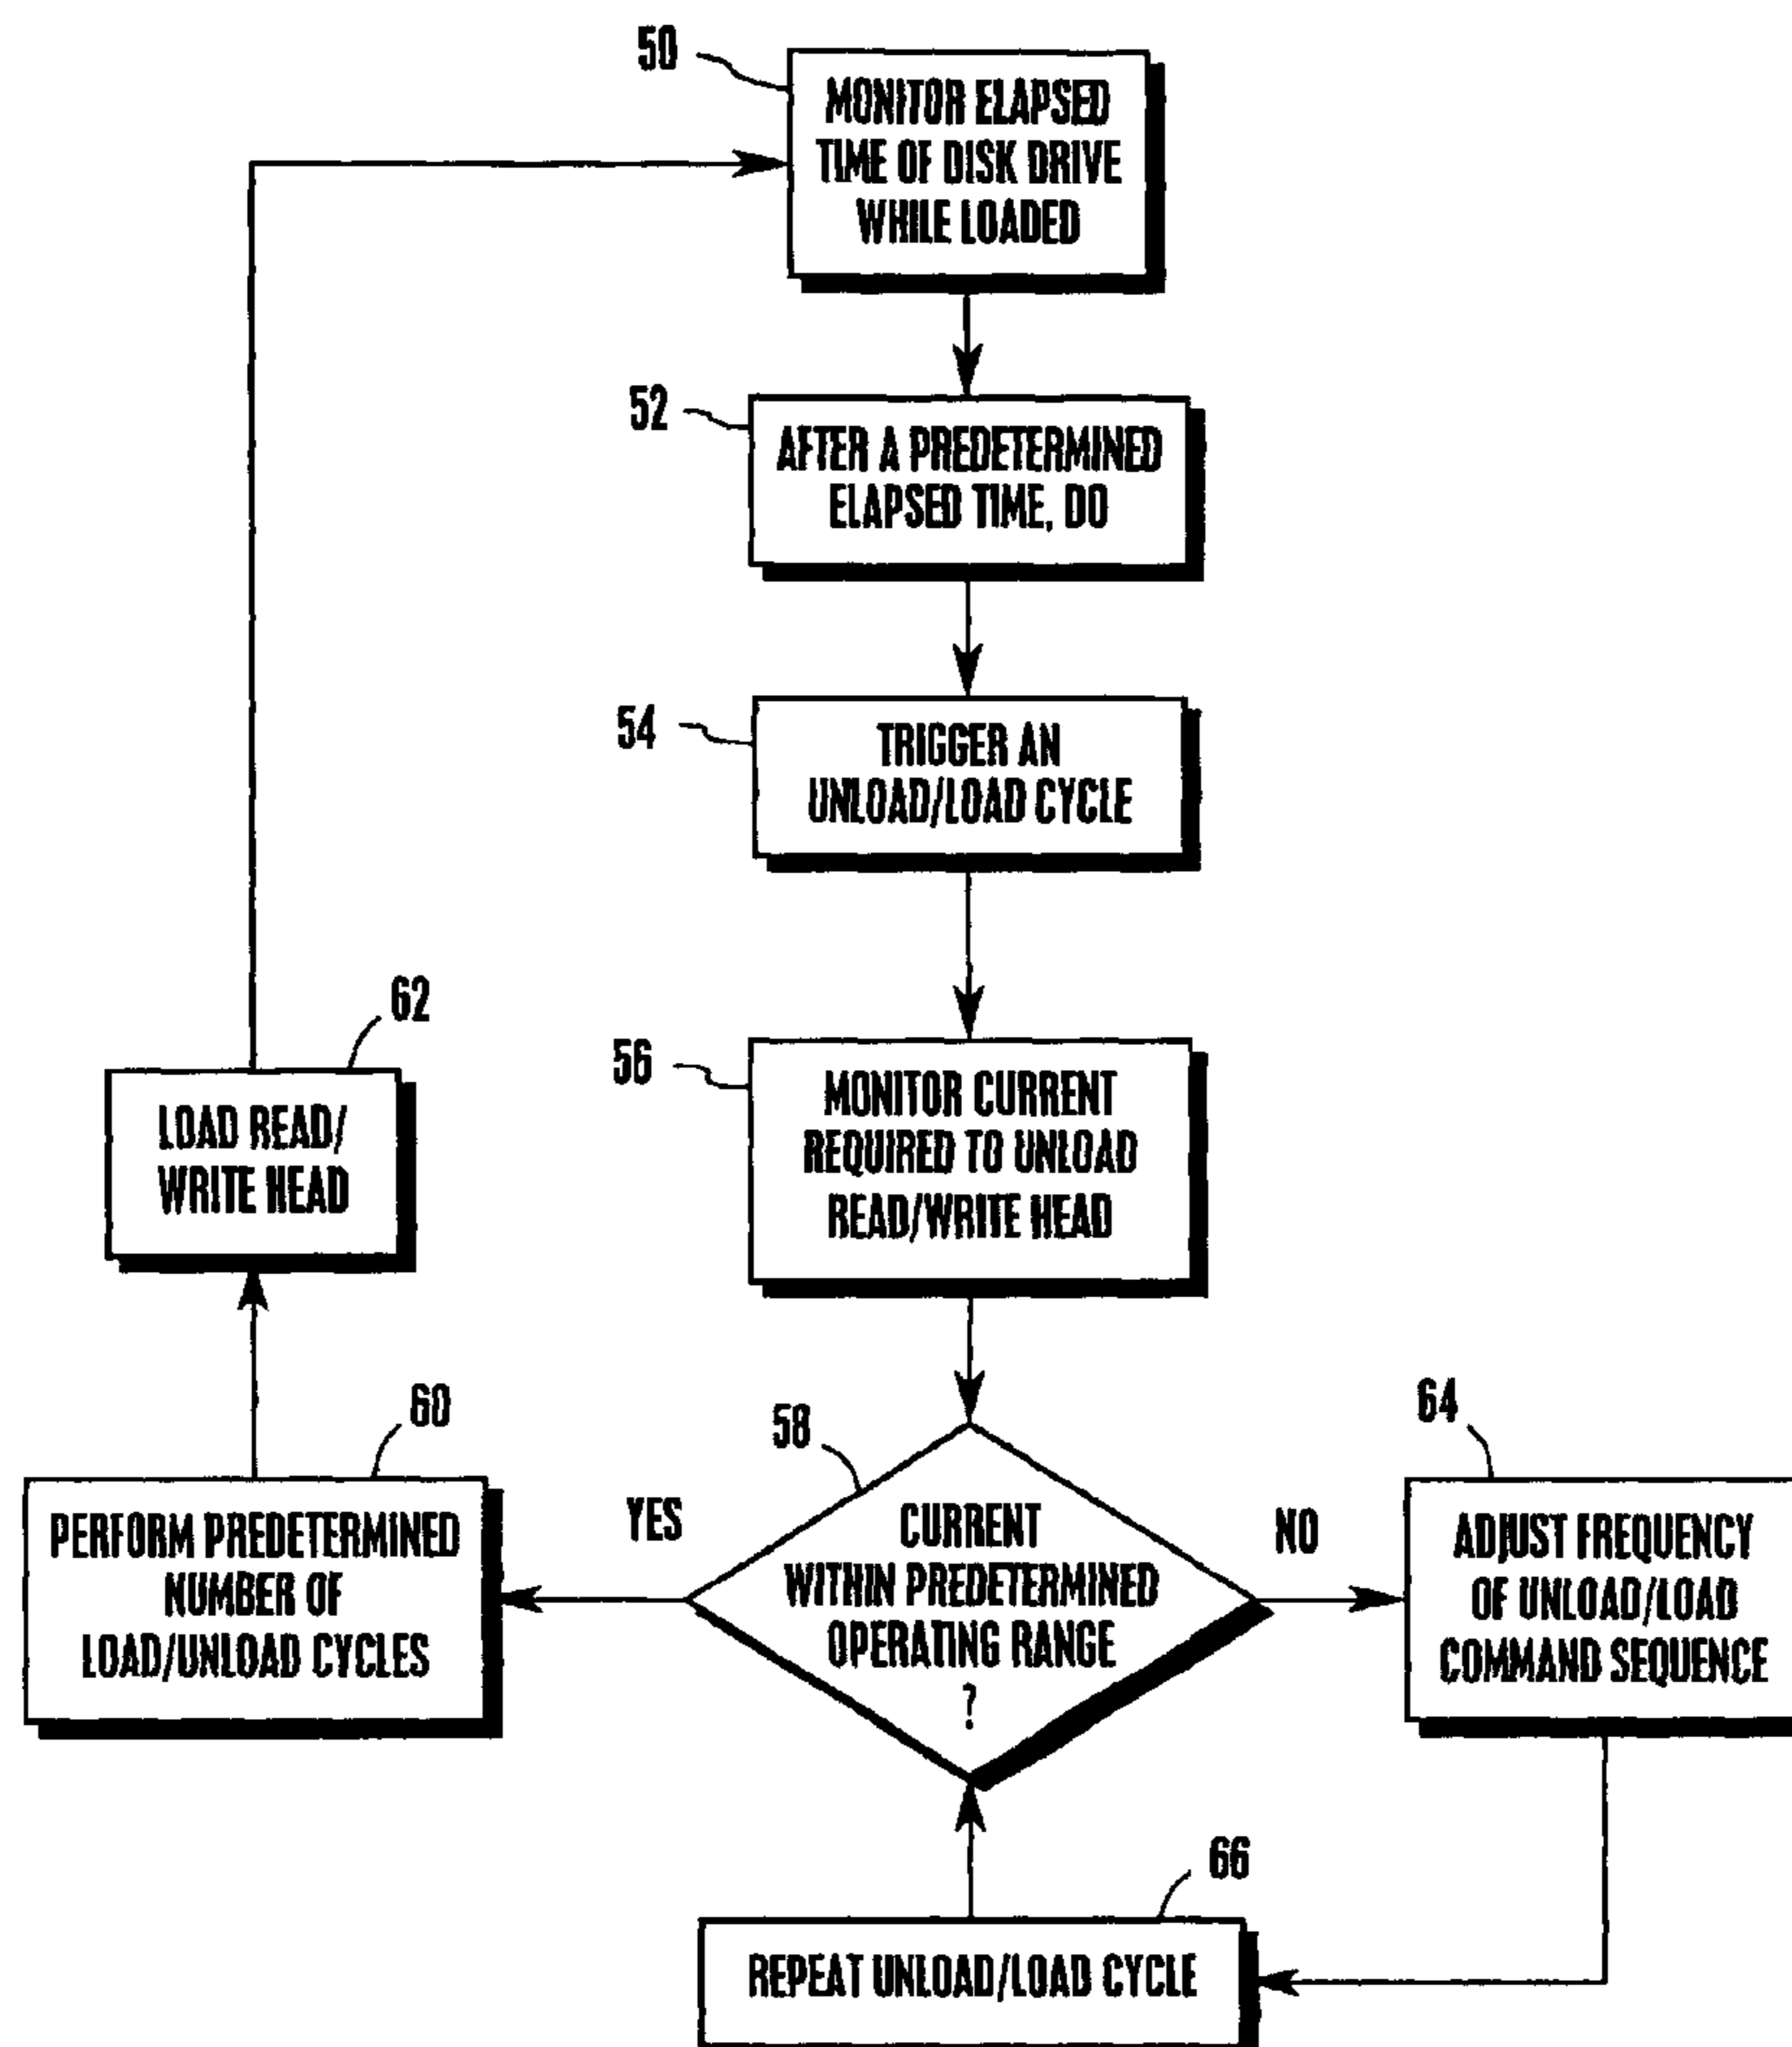 50
MONITOR ELAPSED
TIME OF DISK DRIVE
WHILE LOADED
52
AFTER A PREDETERMINED
ELAPSED TIME, DO
54
TRIGGER AN
UNLOAD/LOAD CYCLE
62
LOAD READ/
WRITE HEAD
56
MONITOR CURRENT
REQUIRED TO UNLOAD
READ/WRITE HEAD
60
PERFORM PREDETERMINED
NUMBER OF
LOAD/UNLOAD CYCLES
YES
58
CURRENT
WITHIN PREDETERMINED
OPERATING RANGE
?
NO
64
ADJUST FREQUENCY
OF UNLOAD/LOAD
COMMAND SEQUENCE
66
REPEAT UNLOAD/LOAD CYCLE